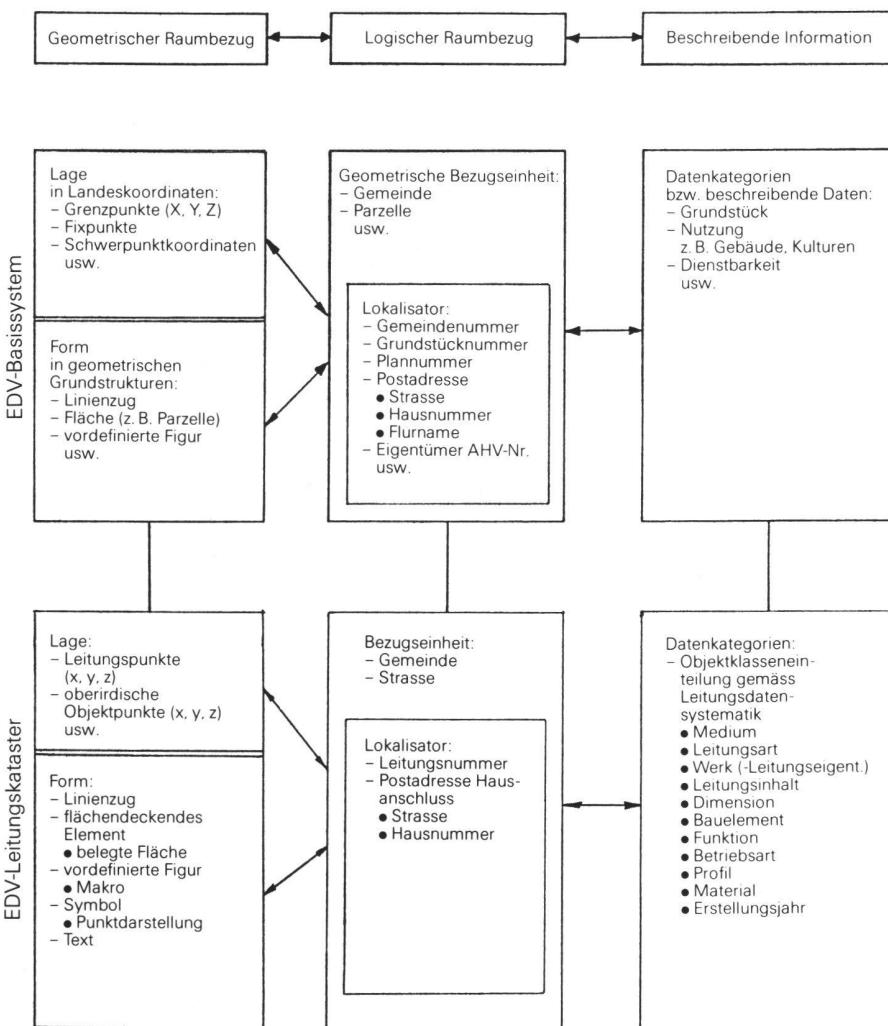 Geometrischer Raumbezug
Logischer Raumbezug
Beschreibende Information
EDV-Basissystem
Lage
in Landeskoordinaten:
– Grenzpunkte (X, Y, Z)
– Fixpunkte
– Schwerpunktkoordinaten
usw.
Form
in geometrischen
Grundstrukturen:
– Linienzug
– Fläche (z. B. Parzelle)
– vordefinierte Figur
usw.
Geometrische Bezugseinheit:
– Gemeinde
– Parzelle
usw.
Lokalisator:
– Gemeindenummer
– Grundstücknummer
– Plannummer
– Postadresse
● Strasse
● Hausnummer
● Flurname
– Eigentümer AHV-Nr.
usw.
Datenkategorien
bzw. beschreibende Daten:
– Grundstück
– Nutzung
z. B. Gebäude, Kulturen
– Dienstbarkeit
usw.
EDV-Leitungskataster
Lage:
– Leitungspunkte
(x, y, z)
– oberirdische
Objektpunkte (x, y, z)
usw.
Form:
– Linienzug
– flächendeckendes
Element
● belegte Fläche
– vordefinierte Figur
● Makro
– Symbol
● Punktdarstellung
– Text
Bezugseinheit:
– Gemeinde
– Strasse
Lokalisator:
– Leitungsnummer
– Postadresse Haus-
anschluss
● Strasse
● Hausnummer
Datenkategorien:
– Objektklassenein-
teilung gemäss
Leitungsdaten-
systematik
● Medium
● Leitungsart
● Werk (-Leitungseigent.)
● Leitungsinhalt
● Dimension
● Bauelement
● Funktion
● Betriebsart
● Profil
● Material
● Erstellungsjahr